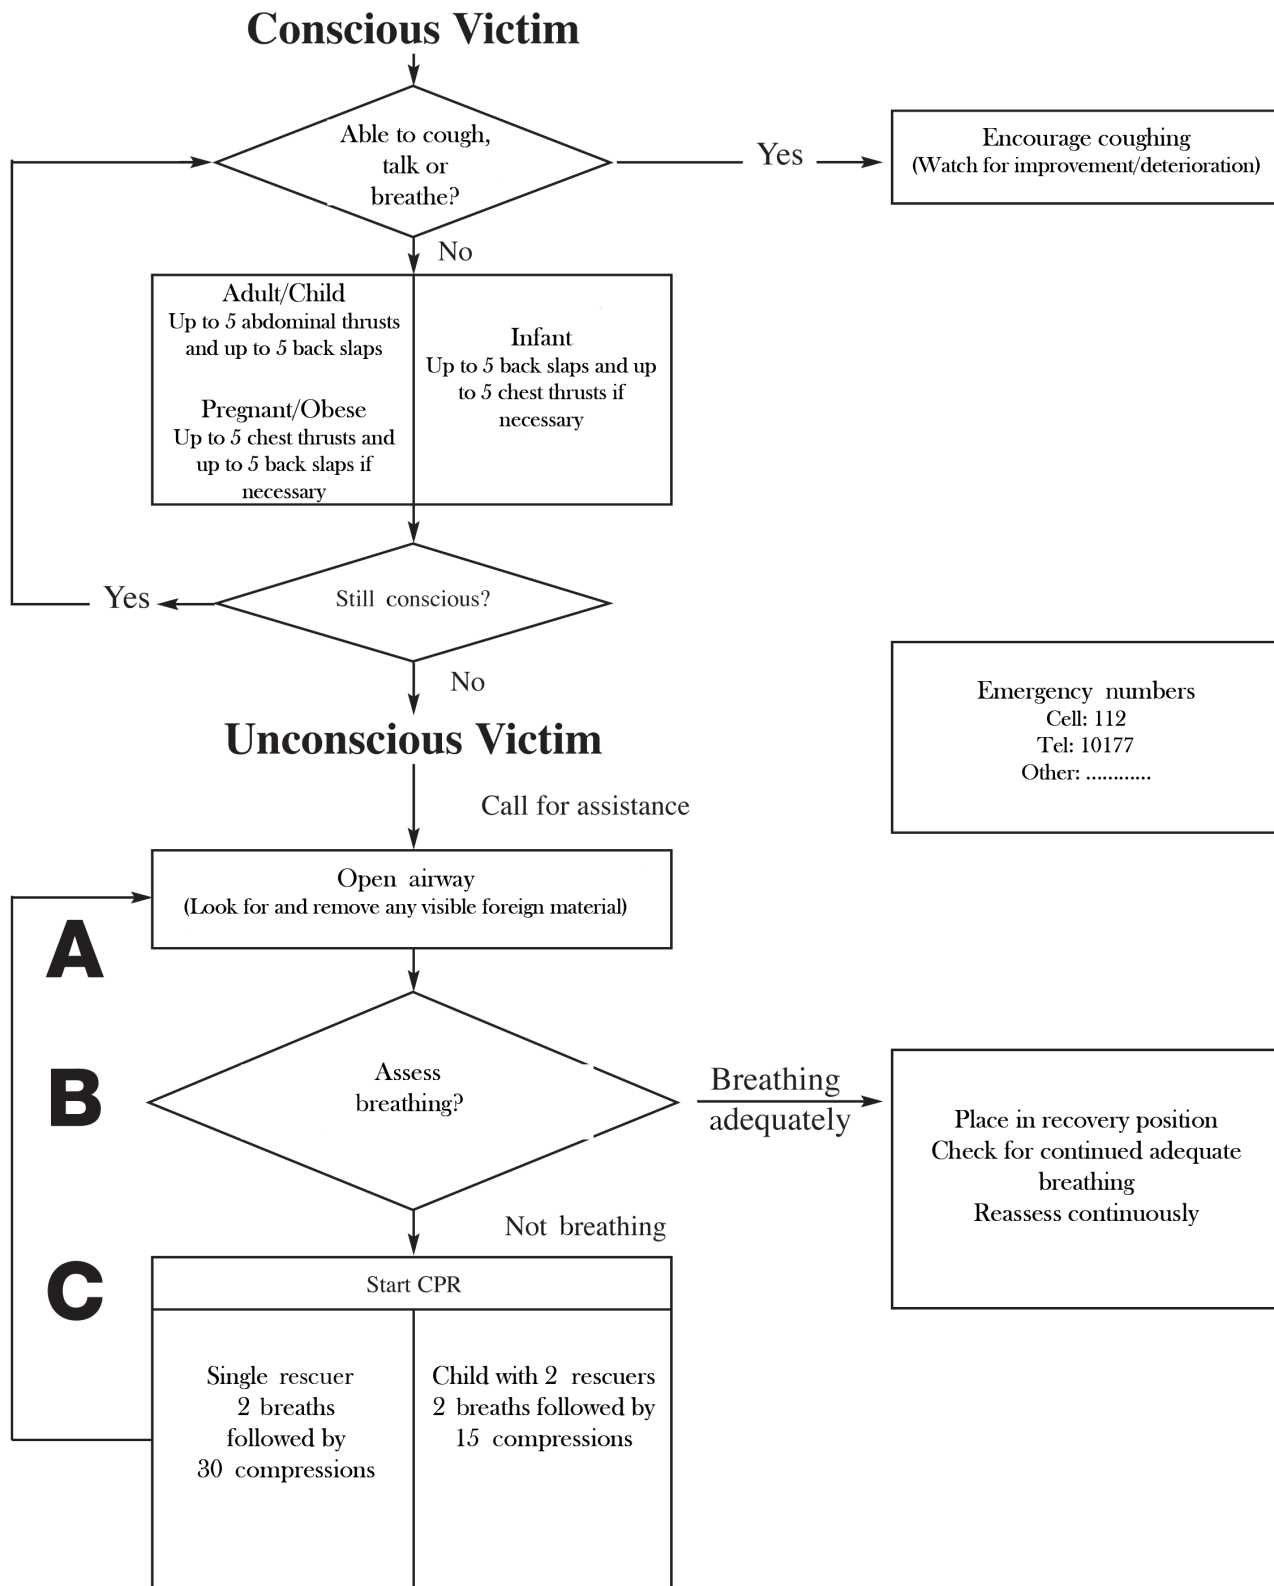 Conscious Victim
Able to cough,
talk or
breathe?
Yes
Encourage coughing
(Watch for improvement/deterioration)
No
Adult/Child
Up to 5 abdominal thrusts
and up to 5 back slaps
Pregnant/Obese
Up to 5 chest thrusts and
up to 5 back slaps if
necessary
Infant
Up to 5 back slaps and up
to 5 chest thrusts if
necessary
Still conscious?
Yes
No
Emergency numbers
Cell: 112
Tel: 10177
Other: ............
Unconscious Victim
Call for assistance
Open airway
(Look for and remove any visible foreign material)
A
B
Assess
breathing?
Breathing
adequately
Place in recovery position
Check for continued adequate
breathing
Reassess continuously
Not breathing
C
Start CPR
Single rescuer
2 breaths
followed by
30 compressions
Child with 2 rescuers
2 breaths followed by
15 compressions